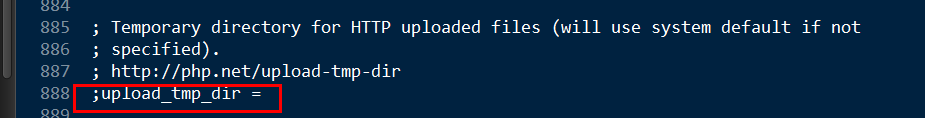 884
885 ; Temporary directory for HTTP uploaded files (will use system default if not
886 ; specified).
887 ; http://php.net/upload-tmp-dir
888 ;upload_tmp_dir =
889